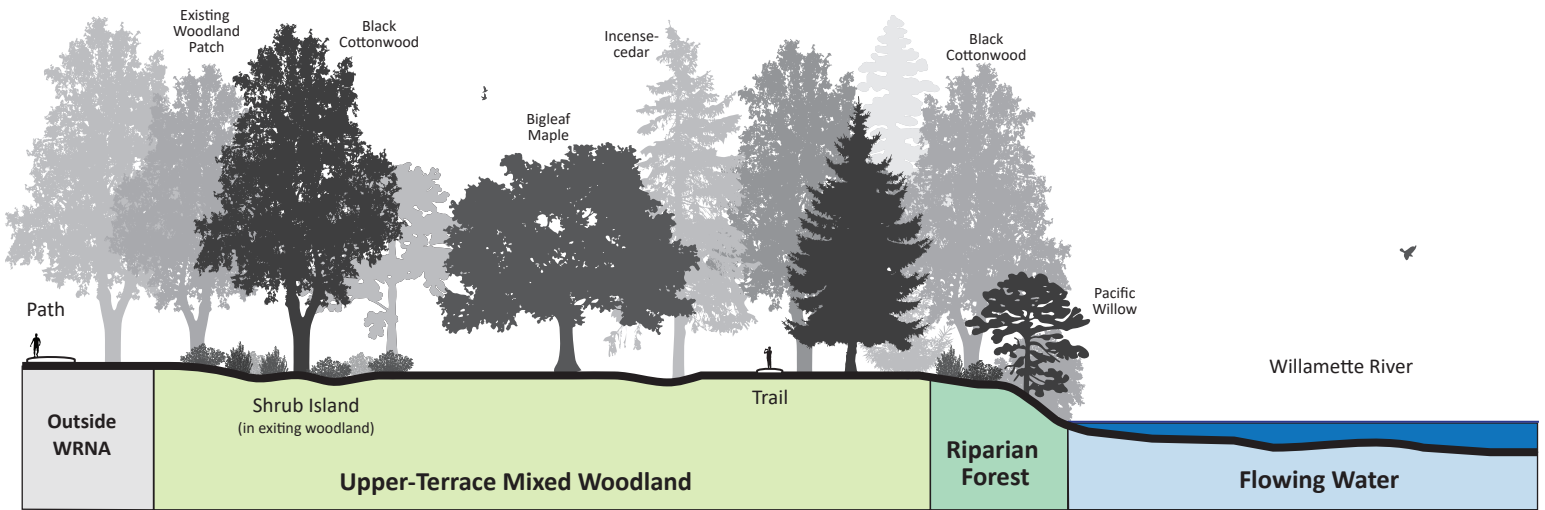 Existing
Woodland
Patch
Black
Cottonwood
Incense-
cedar
Black
Cottonwood
Bigleaf
Maple
Path
Pacific
Willow
Willamette River
Trail
Shrub Island
(in exiting woodland)
Outside
WRNA
Upper-Terrace Mixed Woodland
Riparian
Forest
Flowing Water